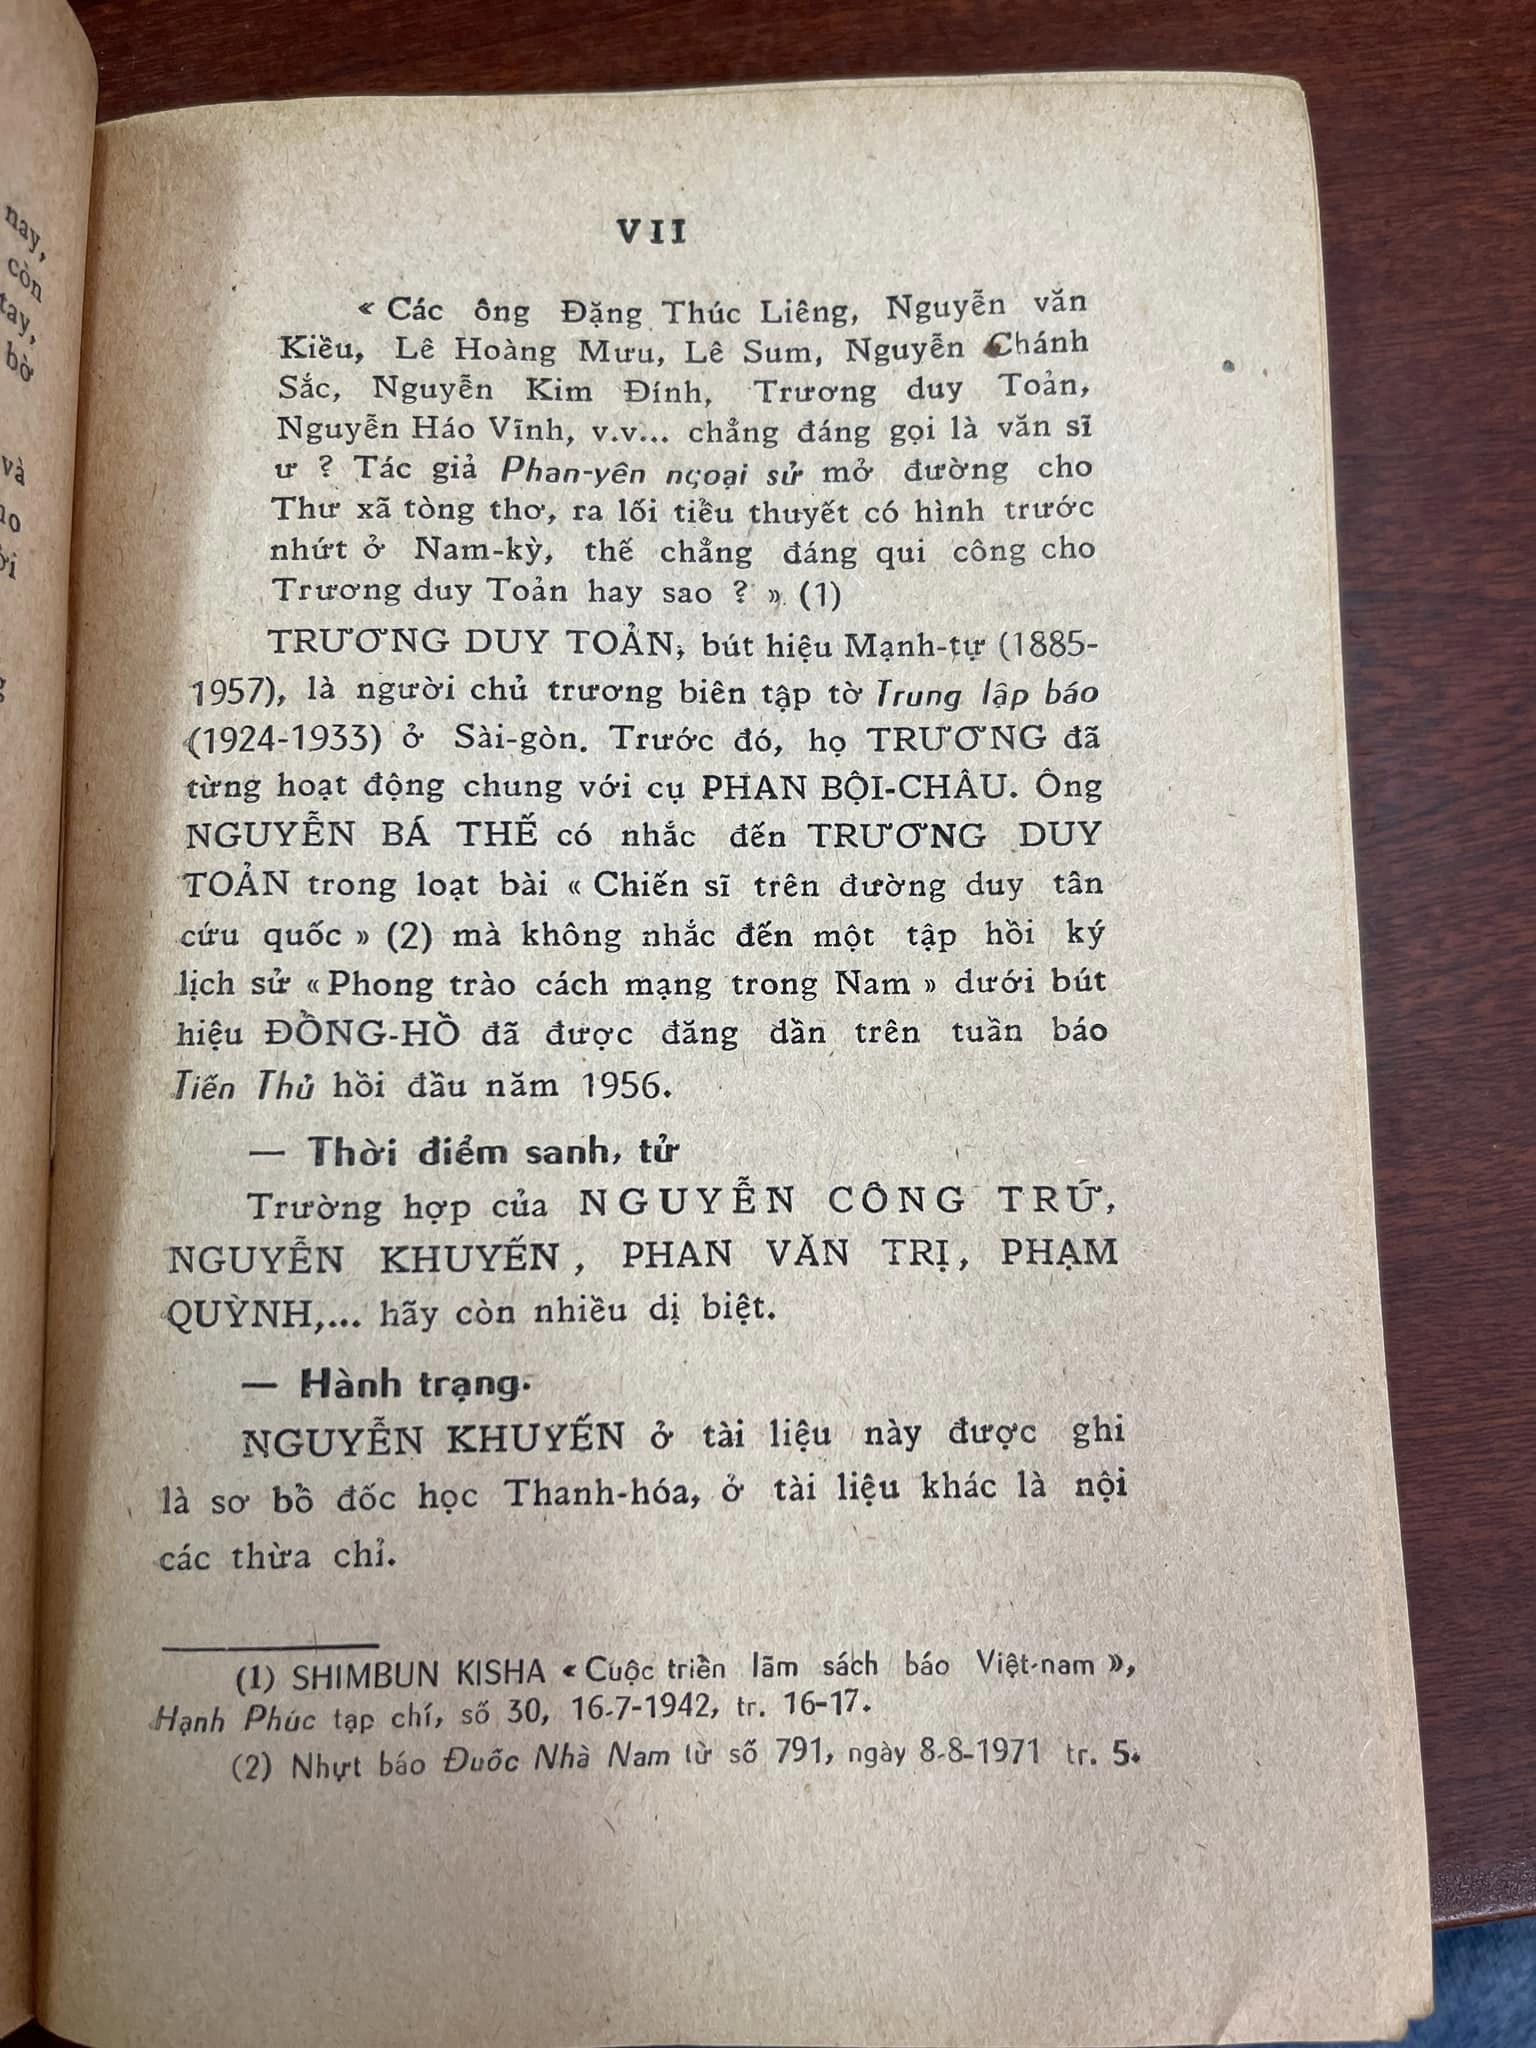 nay,
còn
tay,
bờ
và
VII
« Các ông Đặng Thúc Liêng, Nguyễn văn
Kiều, Lê Hoàng Mưu, Lê Sum, Nguyễn Chánh
Sắc, Nguyễn Kim Đính, Trương duy Toản,
Nguyễn Háo Vĩnh, v.v... chẳng đáng gọi là văn sĩ
ư ? Tác giả Phan-yên ngoại sử mở đường cho
Thư xã tòng thơ, ra lối tiểu thuyết có hình trước
nhứt ở Nam-kỳ, thế chẳng đáng qui công cho
Trương duy Toản hay sao ? » (1)
TRƯƠNG DUY TOẢN, bút hiệu Mạnh-tự (1885-
1957), là người chủ trương biên tập tờ Trung lập báo
(1924-1933) ở Sài-gòn. Trước đó, họ TRƯƠNG đã
từng hoạt động chung với cụ PHAN BỘI-CHÂU. Ông
NGUYỄN BÁ THẾ có nhắc đến TRƯƠNG DUY
TOẢN trong loạt bài « Chiến sĩ trên đường duy tân
cứu quốc » (2) mà không nhắc đến một tập hồi ký
lịch sử « Phong trào cách mạng trong Nam » dưới bút
hiệu ĐỒNG-HỒ đã được đăng dần trên tuần báo
Tiến Thủ hồi đầu năm 1956.
— Thời điểm sanh, tử
Trường hợp của NGUYỄN CÔNG TRỨ,
NGUYỄN KHUYẾN, PHAN VĂN TRỊ, PHẠM
QUỲNH,... hãy còn nhiều dị biệt.
— Hành trạng.
NGUYỄN KHUYẾN ở tài liệu này được ghi
là sơ bổ đốc học Thanh-hóa, ở tài liệu khác là nội
các thừa chỉ.
(1) SHIMBUN KISHA « Cuộc triển lãm sách báo Việt-nam »,
Hạnh Phúc tạp chí, số 30, 16-7-1942, tr. 16-17.
(2) Nhựt báo Đuốc Nhà Nam từ số 791, ngày 8-8-1971 tr. 5.